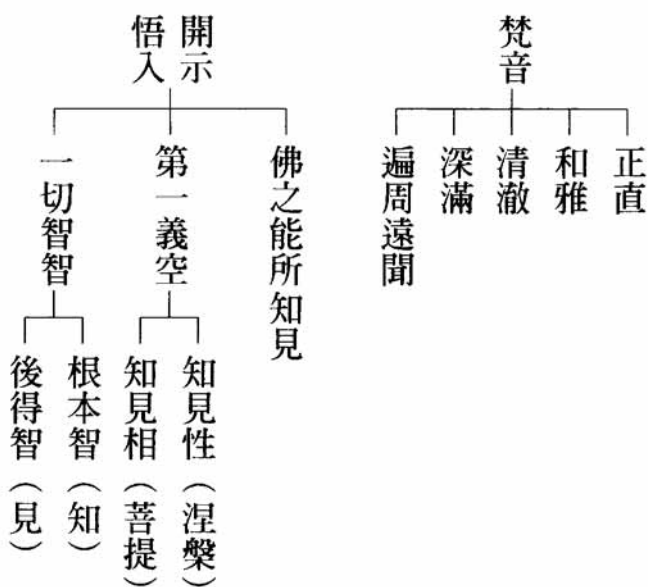 梵音
正直
和雅
清澈
深滿
遍周遠聞
開示
悟入
佛之能所知見
第一義空
知見性（涅槃）
知見相（菩提）
一切智智
根本智（知）
後得智（見）